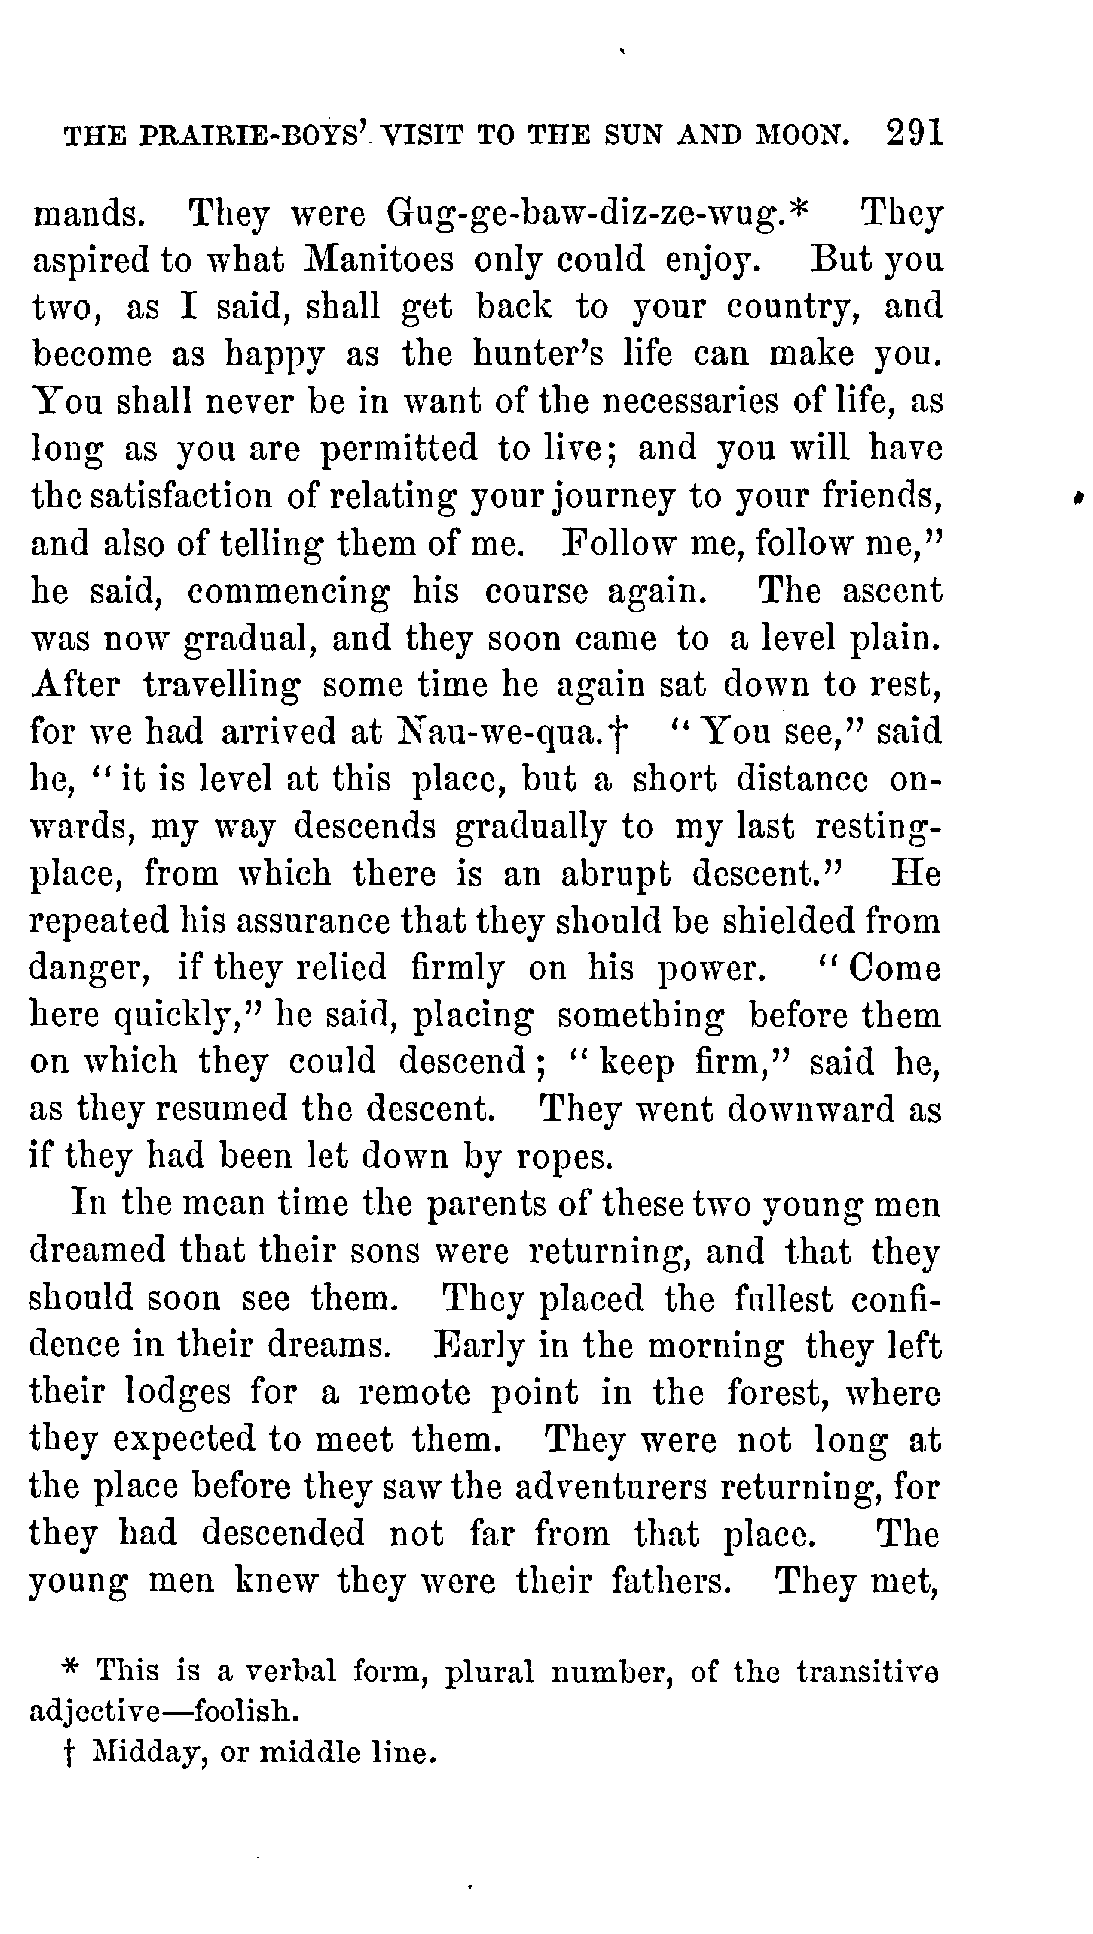 THE PRAIRIE-BOYS' VISIT TO THE SUN AND MOON. 291
mands. They were Gug-ge-baw-diz-ze-wug.* They
aspired to what Manitoes only could enjoy. But you
two, as I said, shall get back to your country, and
become as happy as the hunter's life can make you.
You shall never be in want of the necessaries of life, as
long as you are permitted to live; and you will have
the satisfaction of relating your journey to your friends,
and also of telling them of me. Follow me, follow me,"
he said, commencing his course again. The ascent
was now gradual, and they soon came to a level plain.
After travelling some time he again sat down to rest,
for we had arrived at Nau-we-qua.† "You see," said
he, "it is level at this place, but a short distance on-
wards, my way descends gradually to my last resting-
place, from which there is an abrupt descent." He
repeated his assurance that they should be shielded from
danger, if they relied firmly on his power. "Come
here quickly," he said, placing something before them
on which they could descend; "keep firm," said he,
as they resumed the descent. They went downward as
if they had been let down by ropes.
In the mean time the parents of these two young men
dreamed that their sons were returning, and that they
should soon see them. They placed the fullest confi-
dence in their dreams. Early in the morning they left
their lodges for a remote point in the forest, where
they expected to meet them. They were not long at
the place before they saw the adventurers returning, for
they had descended not far from that place. The
young men knew they were their fathers. They met,
* This is a verbal form, plural number, of the transitive
adjective—foolish.
† Midday, or middle line.